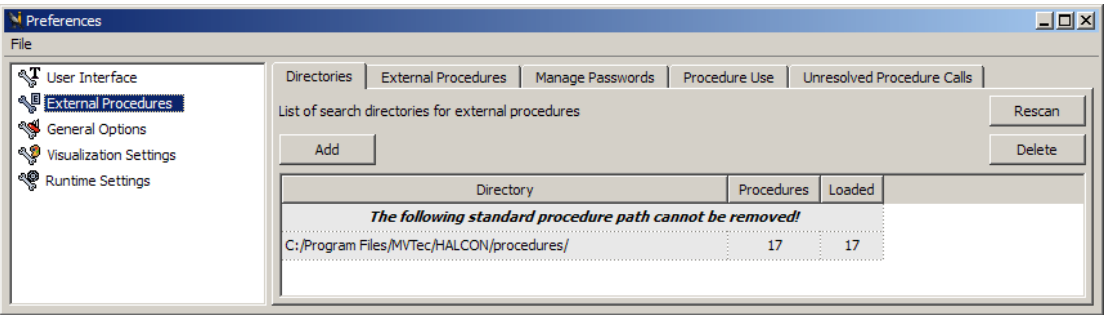 Preferences
File
User Interface
External Procedures
General Options
Visualization Settings
Runtime Settings
Directories External Procedures Manage Passwords Procedure Use Unresolved Procedure Calls
List of search directories for external procedures
Rescan
Add
Delete
Directory Procedures Loaded
The following standard procedure path cannot be removed!
C:/Program Files/MVTec/HALCON/procedures/ 17 17